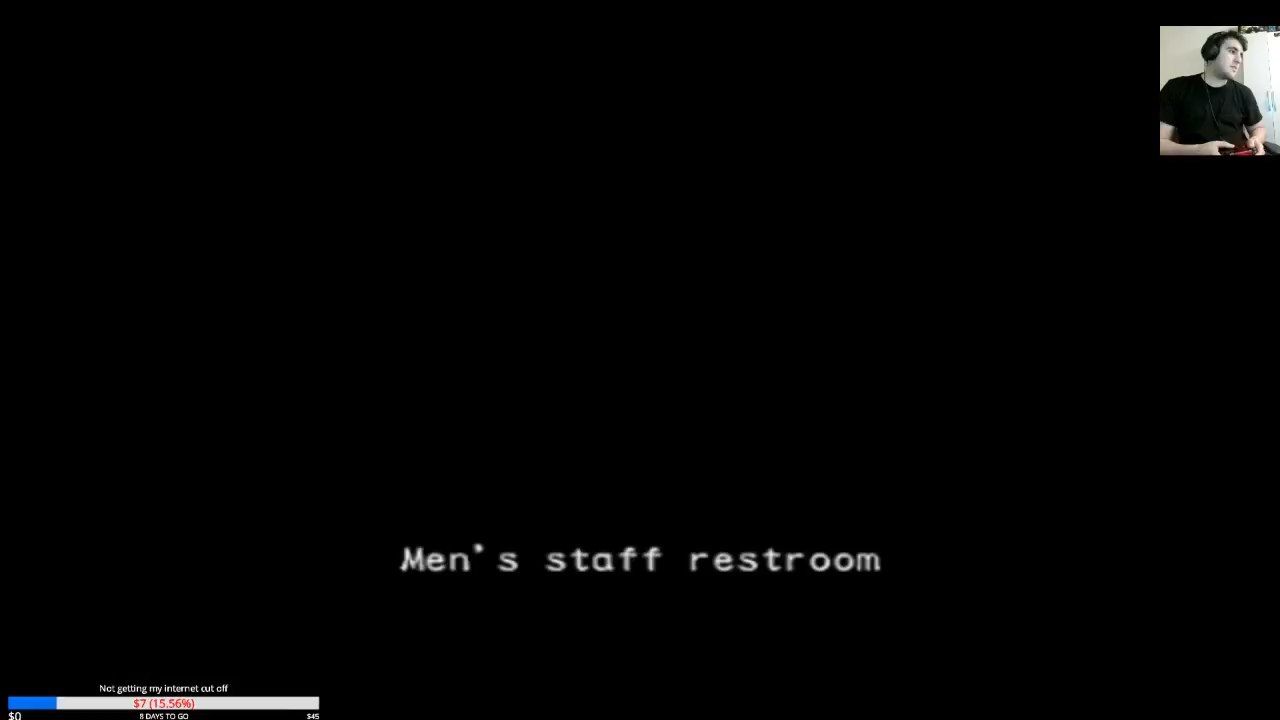 Men's staff restroom
Not getting my internet cut off
$7 (15.56%)
$0 8 DAYS TO GO $45